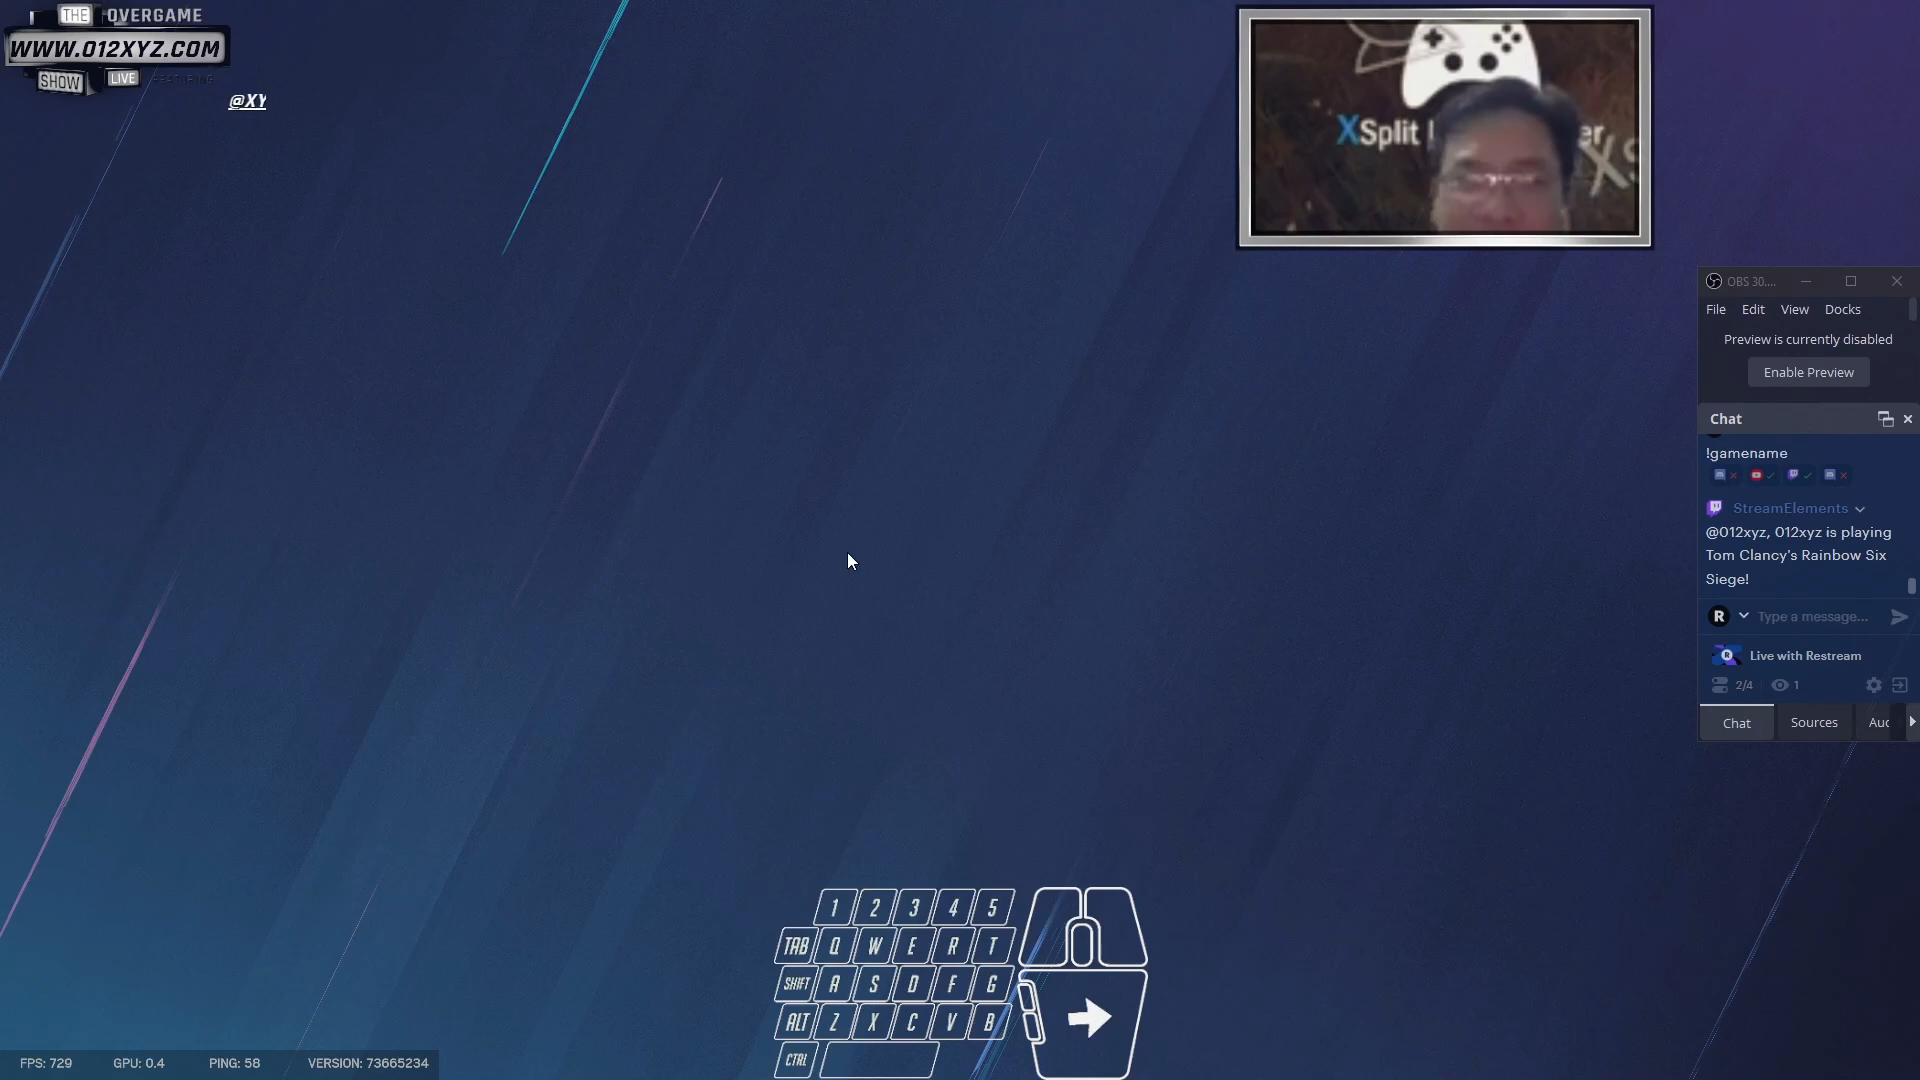 THE OVERGAME
WWW.012XYZ.COM
SHOW LIVE FEATURING
@XY
XSplit
er
XS
OBS 30....
File Edit View Docks
Preview is currently disabled
Enable Preview
Chat
!gamename
StreamElements
@012xyz, 012xyz is playing
Tom Clancy's Rainbow Six
Siege!
R Type a message...
Live with Restream
2/4 1
Chat Sources Auc
1 2 3 4 5
TAB Q W E R T
SHIFT A S D F G
ALT Z X C V B
CTRL
FPS: 729 GPU: 0.4 PING: 58 VERSION: 73665234